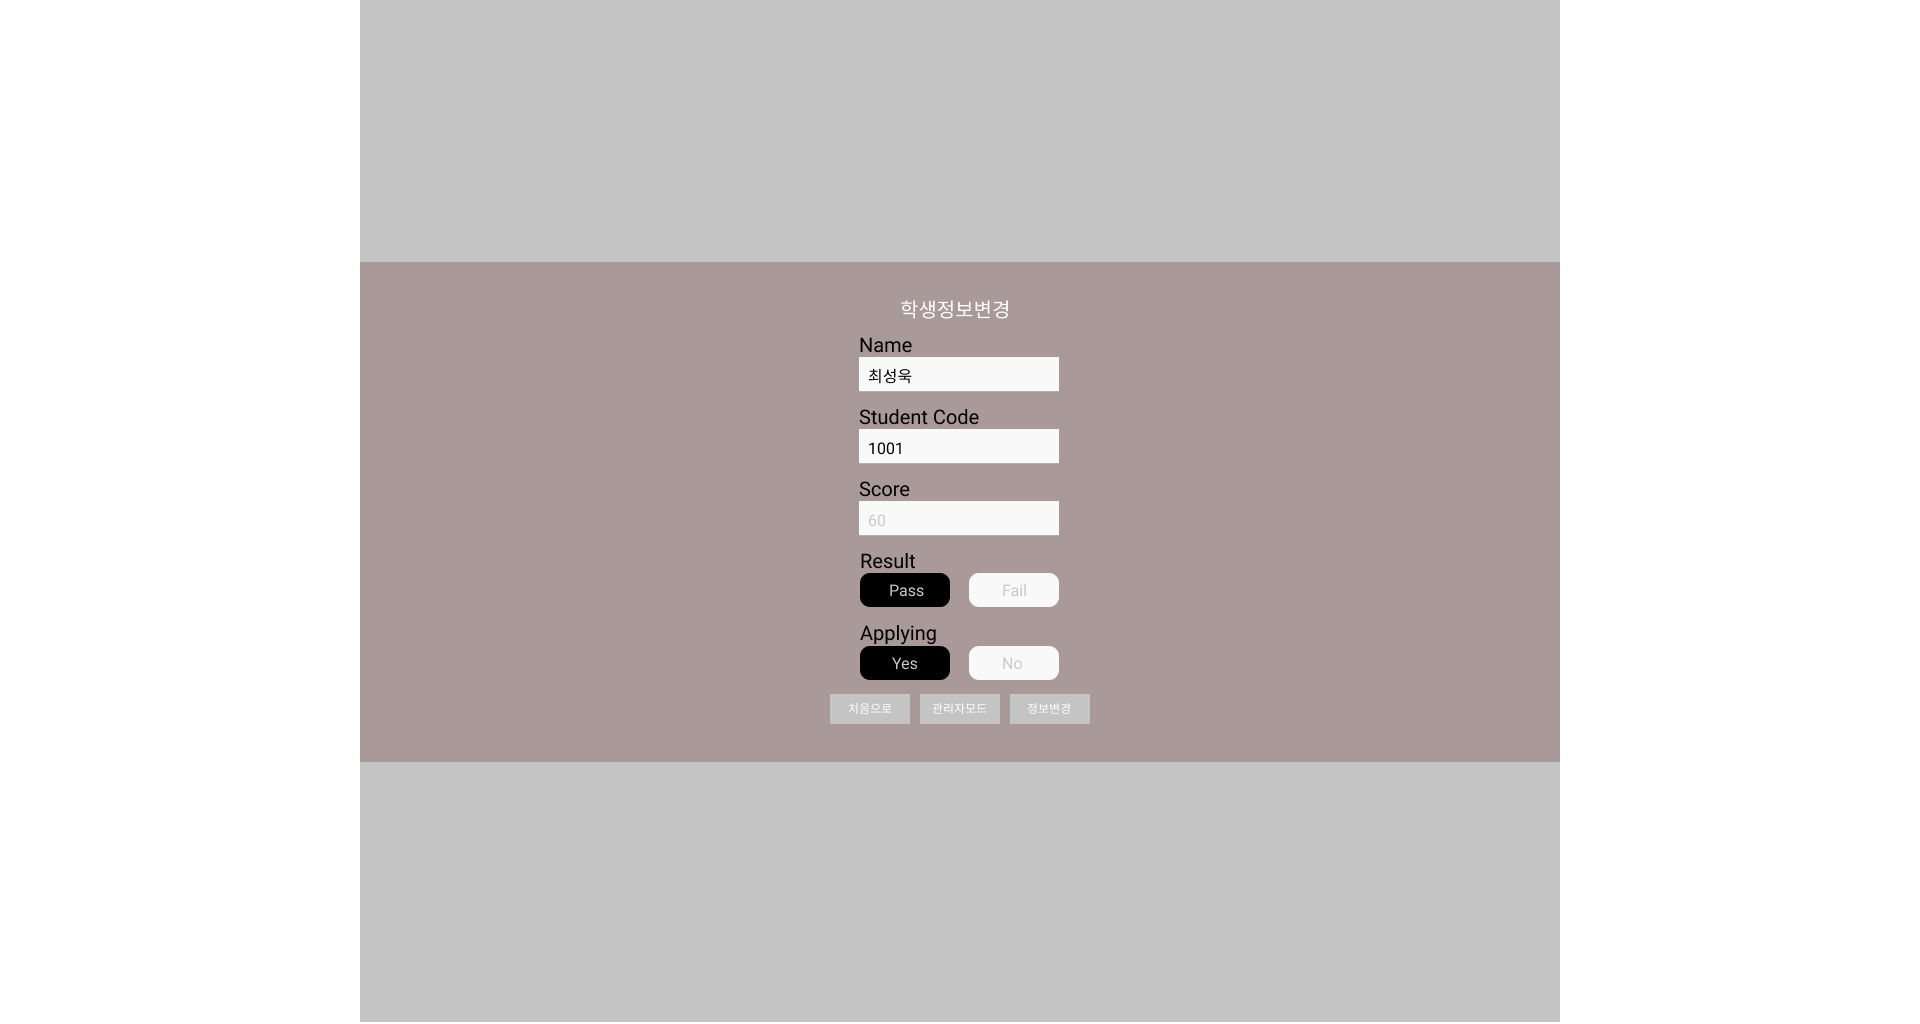 학생정보변경
Name
최성욱
Student Code
1001
Score
60
Result
Pass Fail
Applying
Yes No
처음으로 관리자모드 정보변경